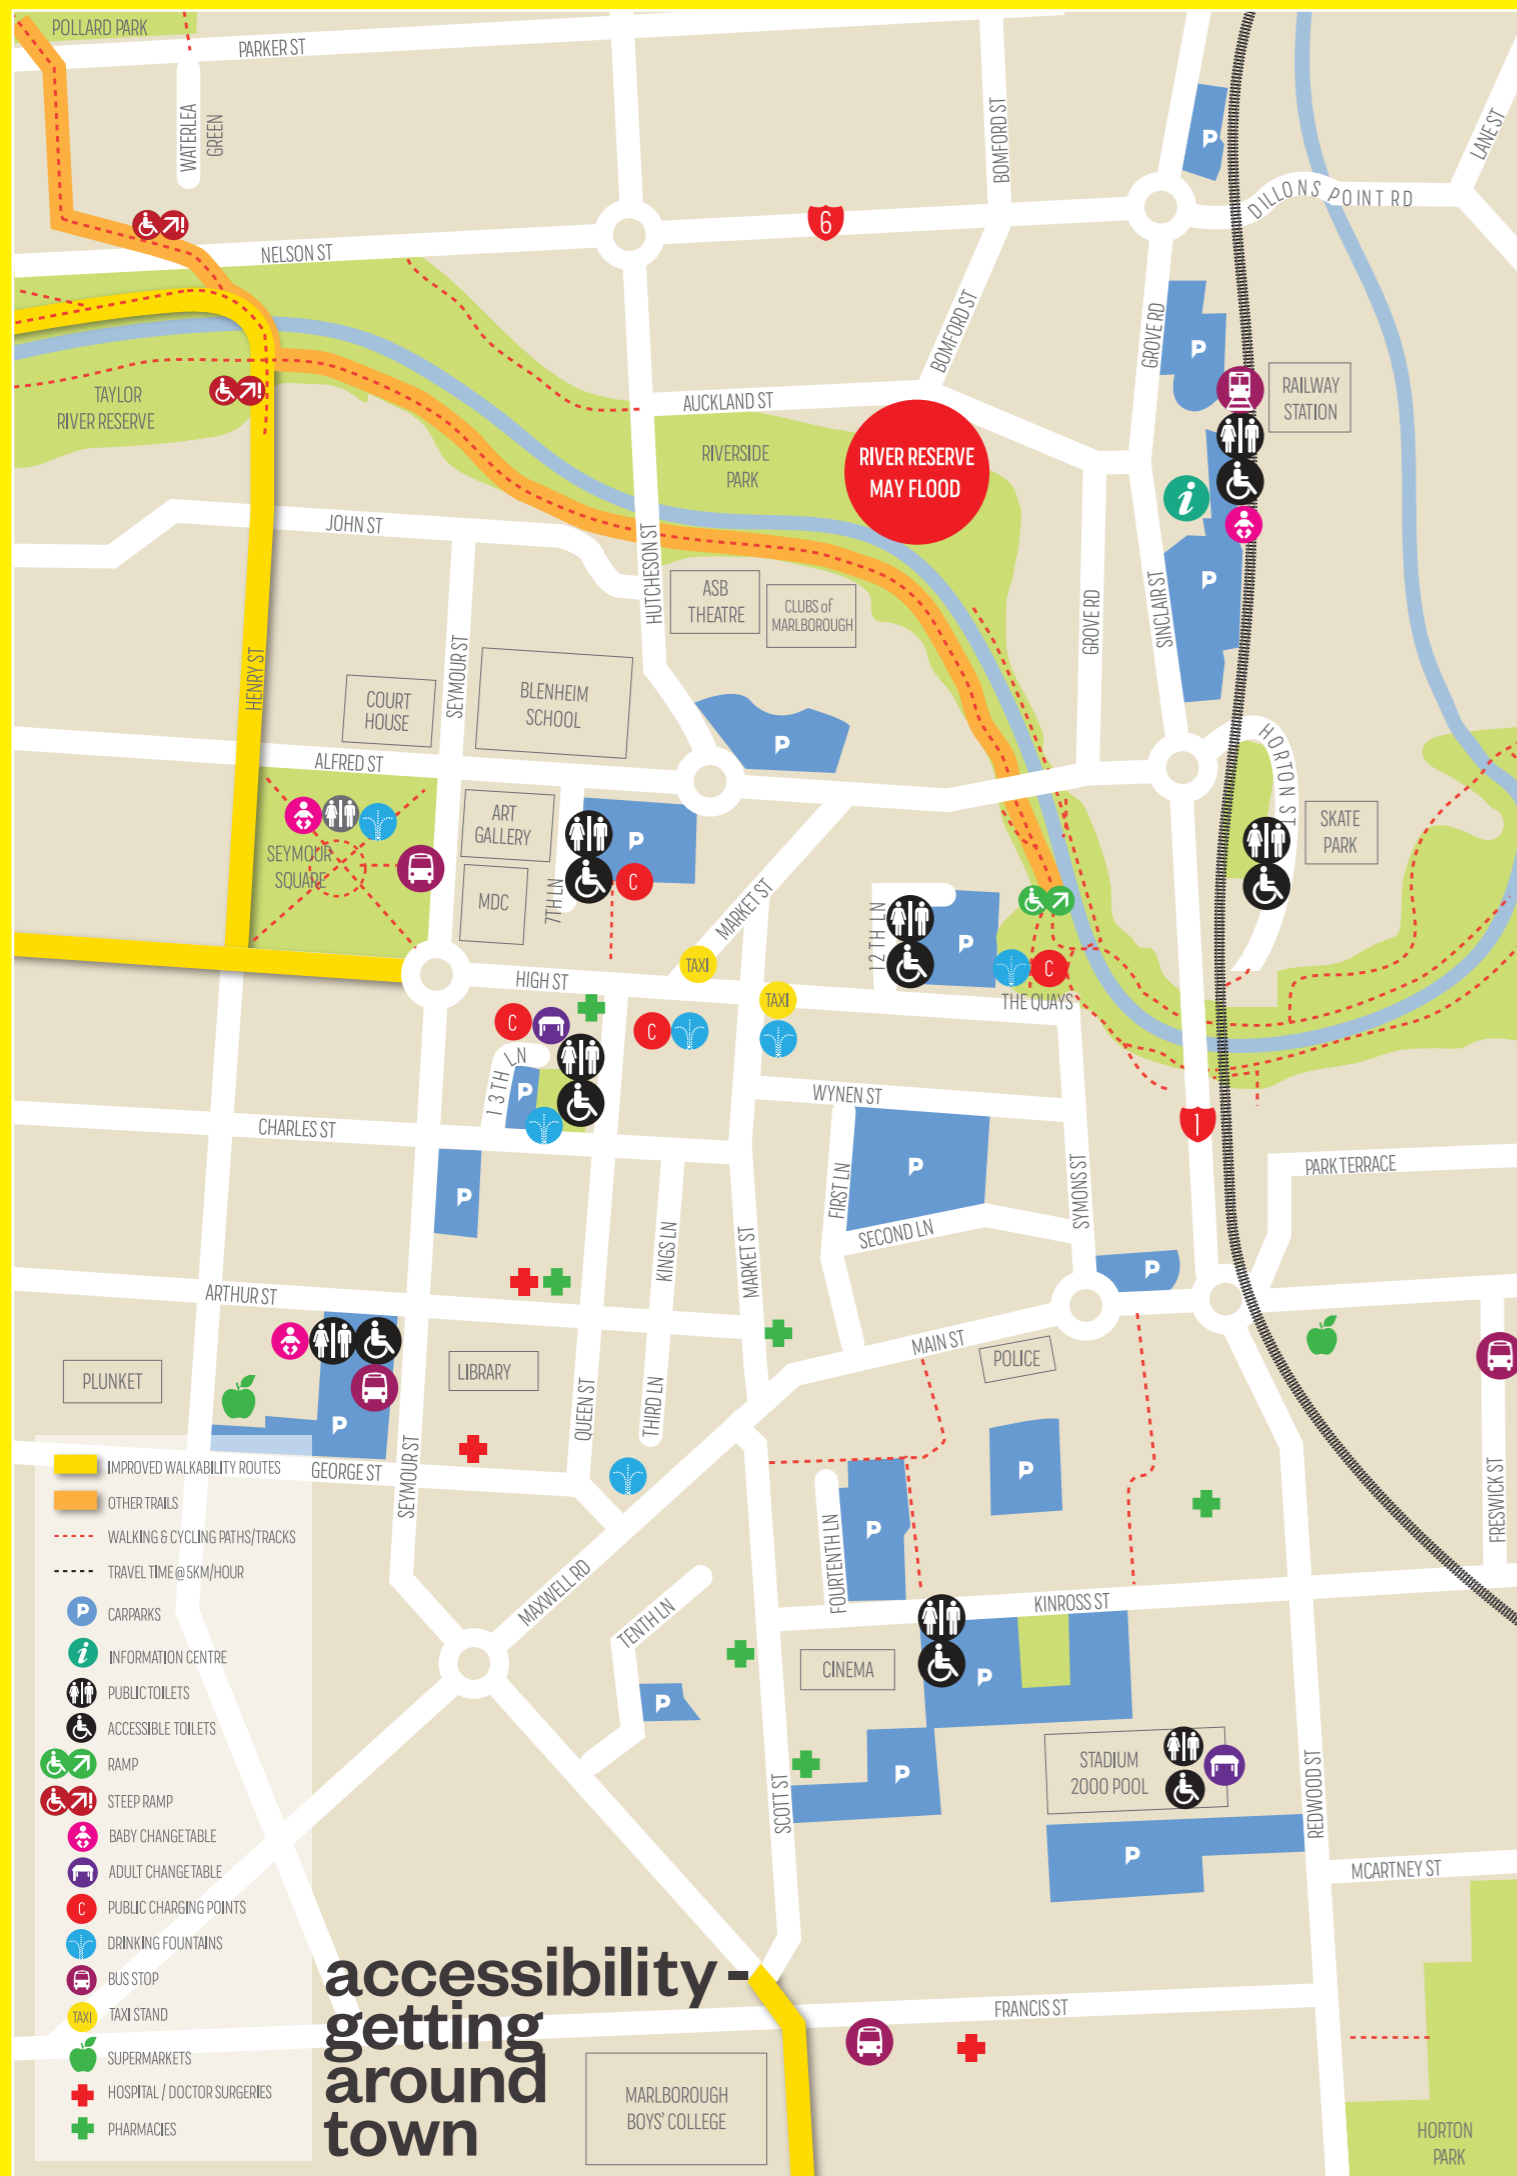 POLLARD PARK
PARKER ST
WATERLEA
GREEN
BOMFORD ST
P
LANE ST
DILLONS POINT RD
6
NELSON ST
BOMFORD ST
GROVE RD
P
RAILWAY
STATION
TAYLOR
RIVER RESERVE
AUCKLAND ST
RIVERSIDE
PARK
RIVER RESERVE
MAY FLOOD
i
JOHN ST
HUTCHESON ST
ASB
THEATRE
CLUBS of
MARLBOROUGH
GROVE RD
SINCLAIR ST
P
HENRY ST
SEYMOUR ST
COURT
HOUSE
BLENHEIM
SCHOOL
P
HORTON ST
ALFRED ST
ART
GALLERY
P
SKATE
PARK
SEYMOUR
SQUARE
MDC
7TH LN
C
MARKET ST
12TH LN
P
TAXI
HIGH ST
C
THE QUAYS
TAXI
C
C
13TH LN
P
WYNEN ST
CHARLES ST
1
P
FIRST LN
P
SYMONS ST
PARK TERRACE
SECOND LN
KINGS LN
MARKET ST
P
ARTHUR ST
MAIN ST
POLICE
PLUNKET
LIBRARY
P
QUEEN ST
THIRD LN
SEYMOUR ST
GEORGE ST
P
P
FOURTENTH LN
FRESWICK ST
MAXWELL RD
TENTH LN
KINROSS ST
CINEMA
P
P
P
STADIUM
2000 POOL
SCOTT ST
REDWOOD ST
P
MCARTNEY ST
FRANCIS ST
MARLBOROUGH
BOYS' COLLEGE
HORTON
PARK
IMPROVED WALKABILITY ROUTES
OTHER TRAILS
WALKING & CYCLING PATHS/TRACKS
TRAVEL TIME @ 5KM/HOUR
P CARPARKS
i INFORMATION CENTRE
PUBLIC TOILETS
ACCESSIBLE TOILETS
RAMP
STEEP RAMP
BABY CHANGE TABLE
ADULT CHANGE TABLE
C PUBLIC CHARGING POINTS
DRINKING FOUNTAINS
BUS STOP
TAXI TAXI STAND
SUPERMARKETS
HOSPITAL / DOCTOR SURGERIES
PHARMACIES
accessibility -
getting
around
town